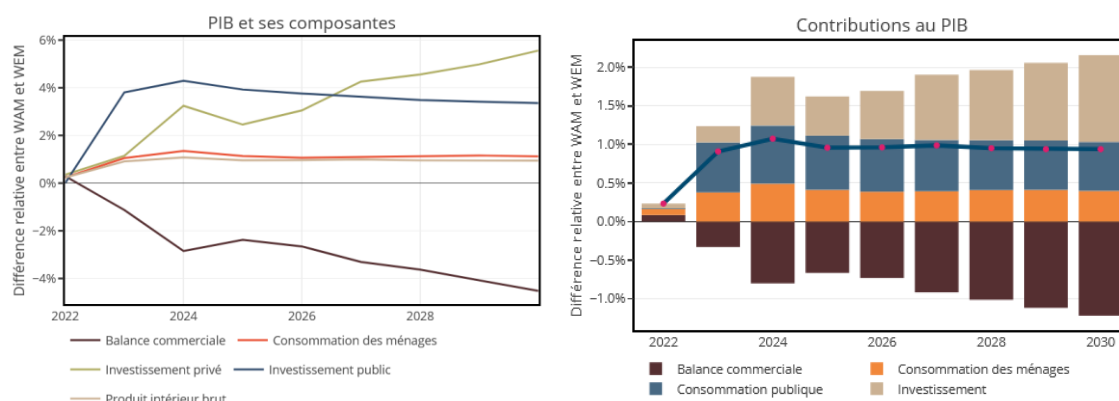 PIB et ses composantes
Différence relative entre WAM et WEM
6%
4%
2%
0%
−2%
−4%
2022
2024
2026
2028
Balance commerciale
Consommation des ménages
Investissement privé
Investissement public
Produit intérieur brut
Contributions au PIB
Différence relative entre WAM et WEM
2.0%
1.5%
1.0%
0.5%
0.0%
−0.5%
−1.0%
2022
2024
2026
2028
2030
Balance commerciale
Consommation des ménages
Consommation publique
Investissement